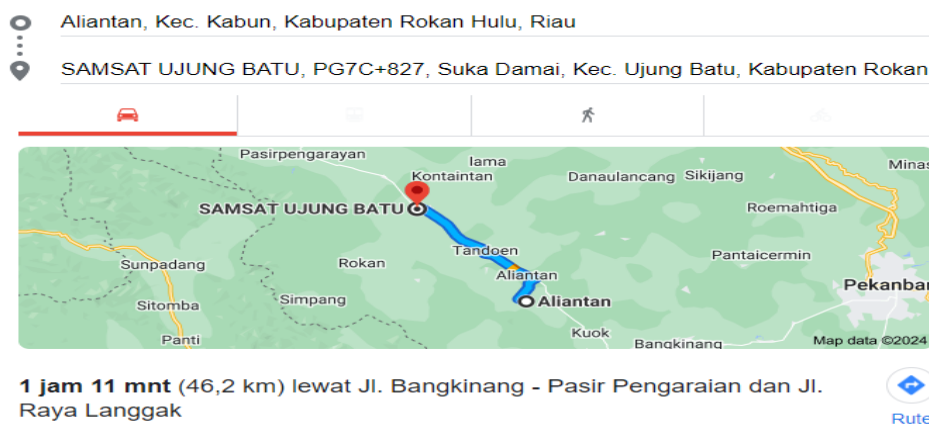 Aliantan, Kec. Kabun, Kabupaten Rokan Hulu, Riau
SAMSAT UJUNG BATU, PG7C+827, Suka Damai, Kec. Ujung Batu, Kabupaten Rokan
Pasirpengarayan
lama
Kontaintan
Danaulancang
Sikijang
Minas
SAMSAT UJUNG BATU
Roemahtiga
Tandoen
Pantaicermin
Sunpadang
Rokan
Aliantan
Pekanbar
Sitomba
Simpang
Aliantan
Panti
Kuok
Bangkinang
Map data ©2024
1 jam 11 mnt (46,2 km) lewat Jl. Bangkinang - Pasir Pengaraian dan Jl.
Raya Langgak
Rute